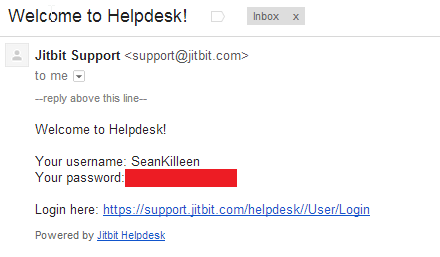 Welcome to Helpdesk!
Inbox x
Jitbit Support <support@jitbit.com>
to me
--reply above this line--
Welcome to Helpdesk!
Your username: SeanKilleen
Your password:
Login here: https://support.jitbit.com/helpdesk//User/Login
Powered by Jitbit Helpdesk